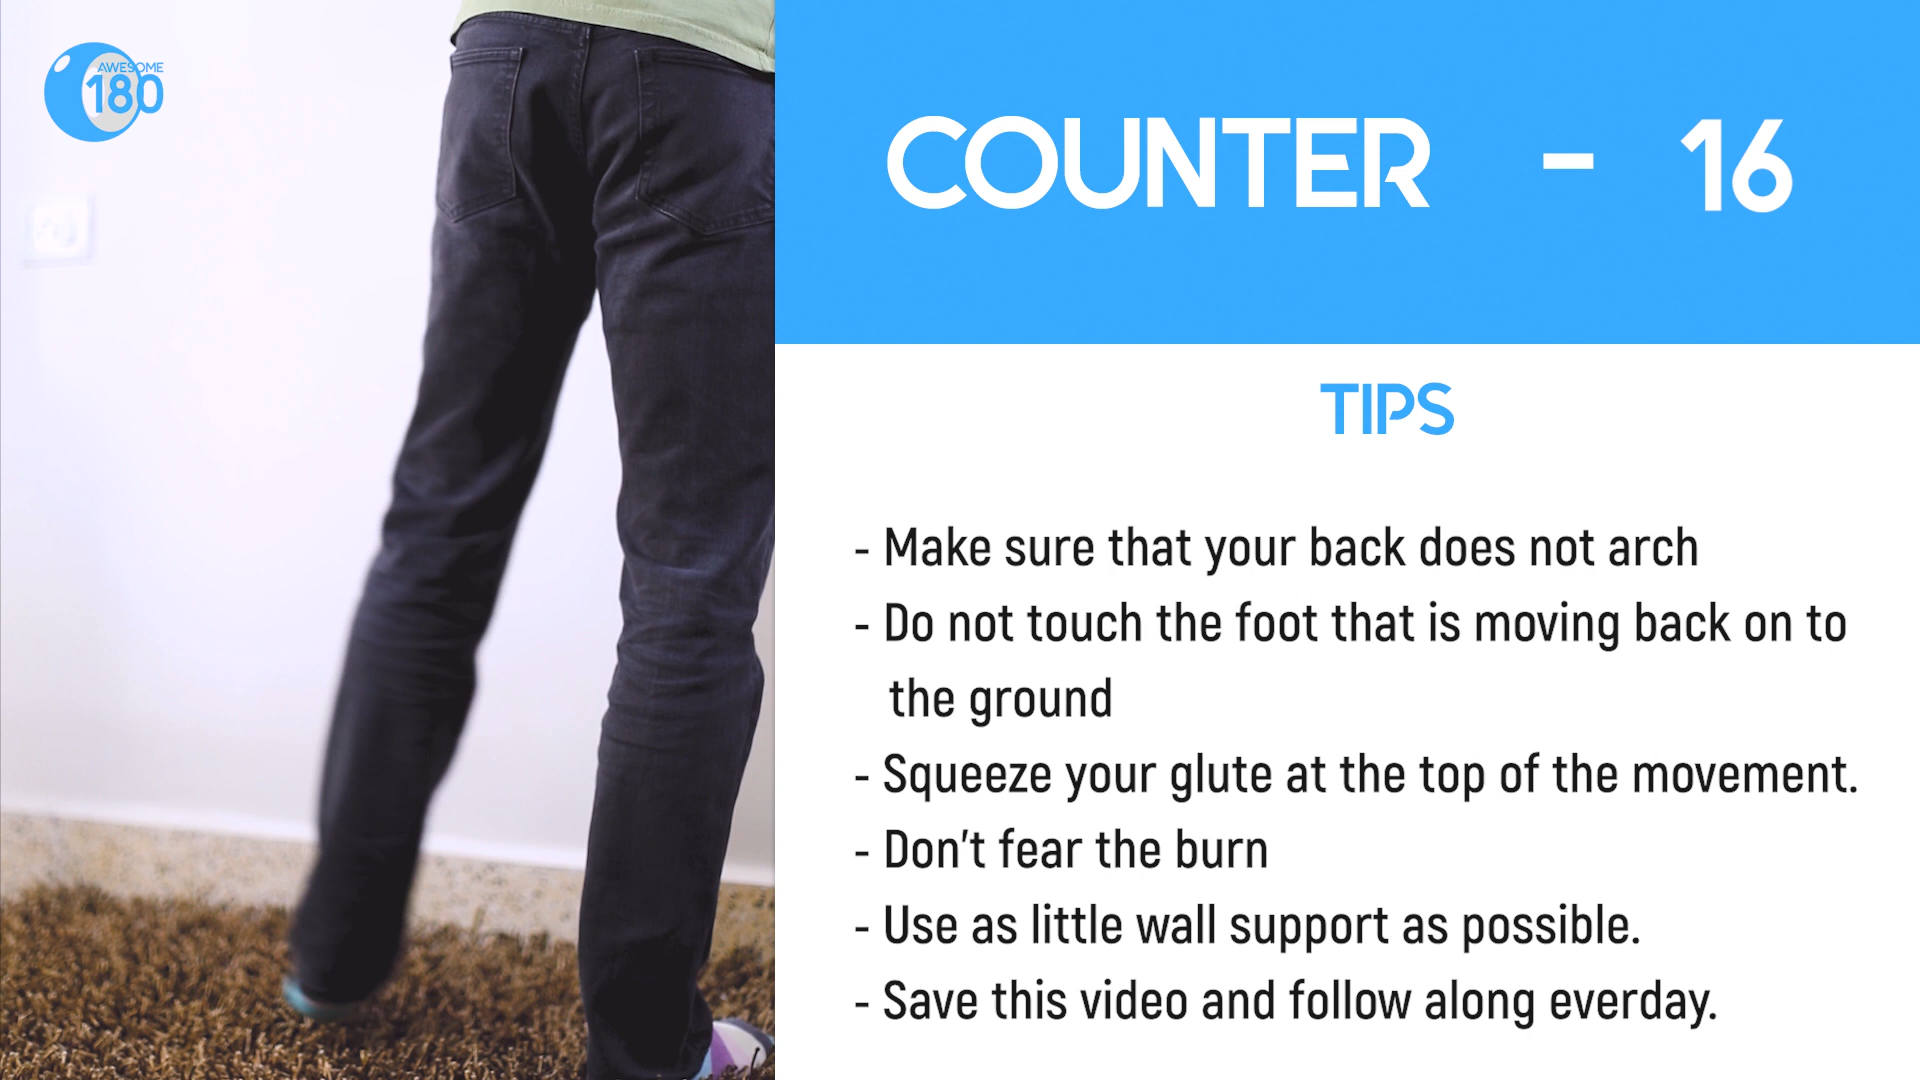 AWESOME
180
COUNTER - 16
TIPS
- Make sure that your back does not arch
- Do not touch the foot that is moving back on to
the ground
- Squeeze your glute at the top of the movement.
- Don't fear the burn
- Use as little wall support as possible.
- Save this video and follow along everday.